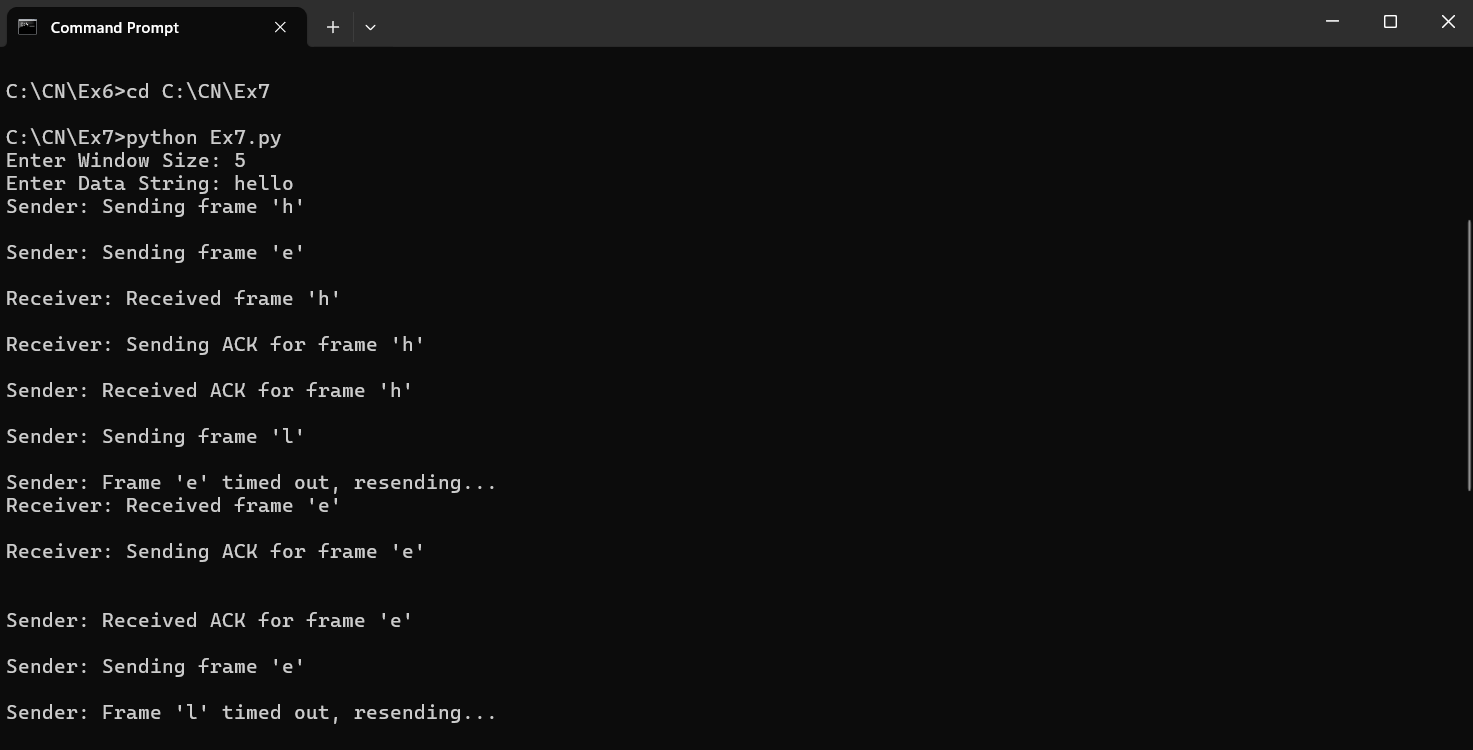 Command Prompt
C:\CN\Ex6>cd C:\CN\Ex7
C:\CN\Ex7>python Ex7.py
Enter Window Size: 5
Enter Data String: hello
Sender: Sending frame 'h'
Sender: Sending frame 'e'
Receiver: Received frame 'h'
Receiver: Sending ACK for frame 'h'
Sender: Received ACK for frame 'h'
Sender: Sending frame 'l'
Sender: Frame 'e' timed out, resending...
Receiver: Received frame 'e'
Receiver: Sending ACK for frame 'e'
Sender: Received ACK for frame 'e'
Sender: Sending frame 'e'
Sender: Frame 'l' timed out, resending...